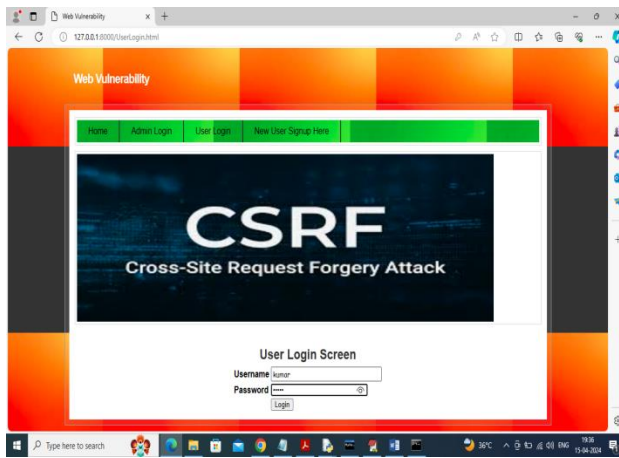 Web Vulnerability
127.0.0.1:8000/UserLogin.html
Web Vulnerability
Home Admin Login User Login New User Signup Here
CSRF
Cross-Site Request Forgery Attack
User Login Screen
Username kumar
Password •••••
Login
Type here to search
36°C ENG 19:36
15-04-2024